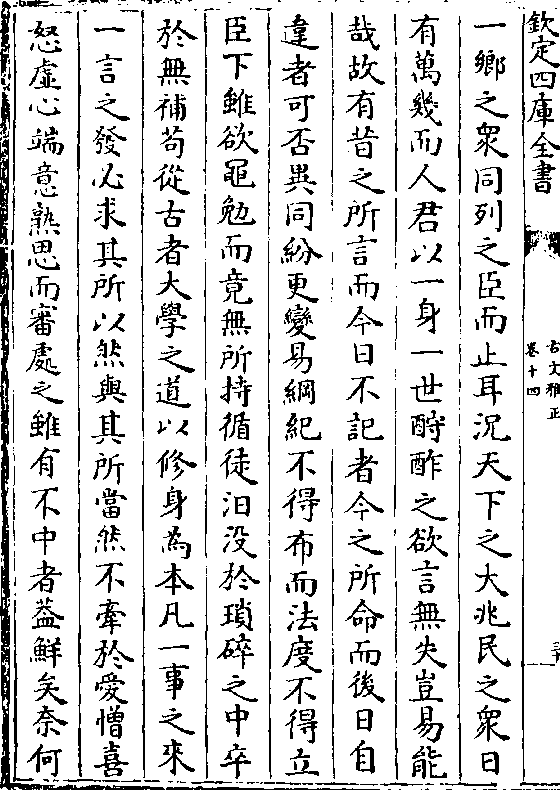 欽定四庫全書
古文雅正
卷十四
一鄉之衆同列之臣而止耳況天下之大兆民之衆日
有萬幾而人君以一身一世酧酢之欲言無失豈易能
哉故有昔之所言而今日不記者今之所命而後日自
違者可否異同紛更變易綱紀不得布而法度不得立
臣下雖欲黽勉而竟無所持循徒汨没於瑣碎之中卒
於無補苟從古者大學之道以修身為本凡一事之來
一言之發必求其所以然與其所當然不牽於愛憎喜
怒虚心端意熟思而審處之雖有不中者葢鮮矣奈何